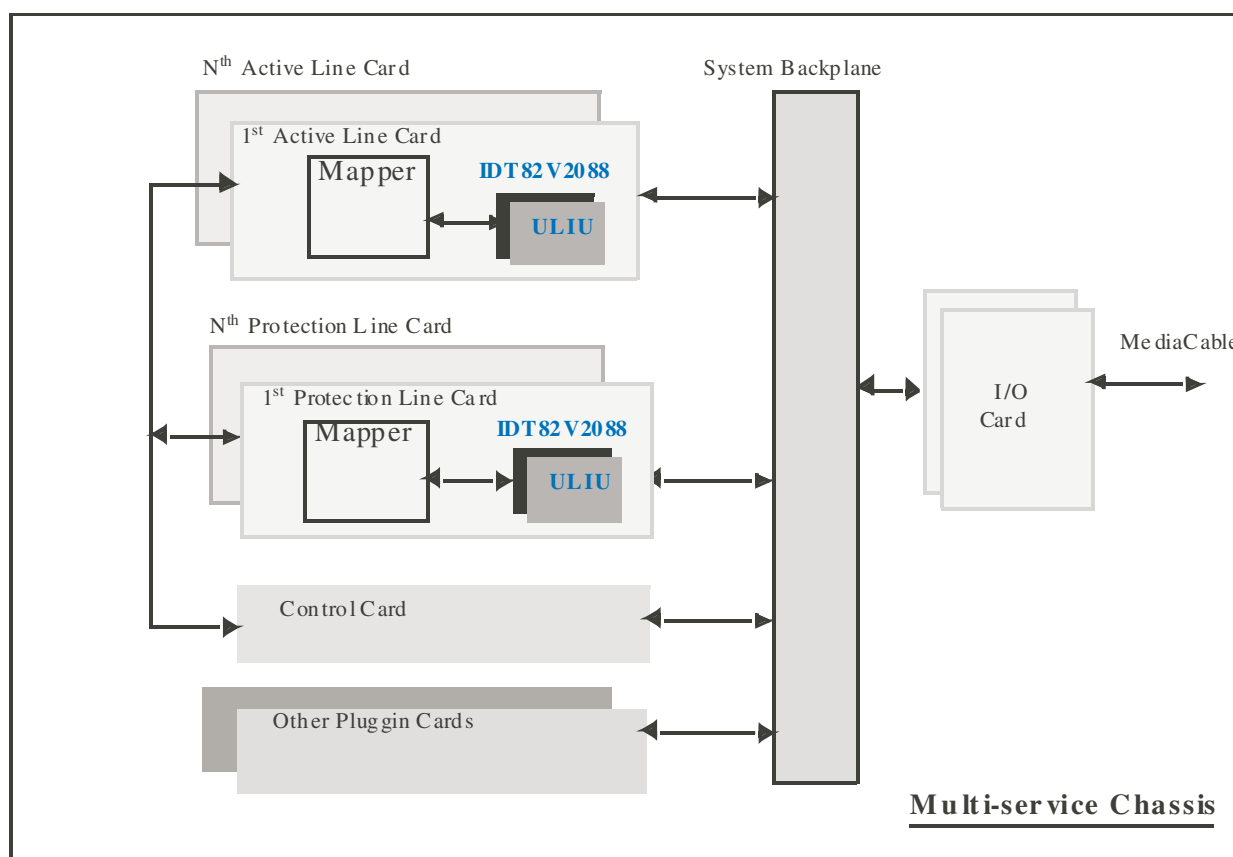 Nth Active Line Card
System Backplane
1st Active Line Card
Mapper
IDT82V2088
ULIU
Nth Protection Line Card
MediaCable
1st Protection Line Card
Mapper
IDT82V2088
ULIU
I/O
Card
Control Card
Other Pluggin Cards
Multi-service Chassis